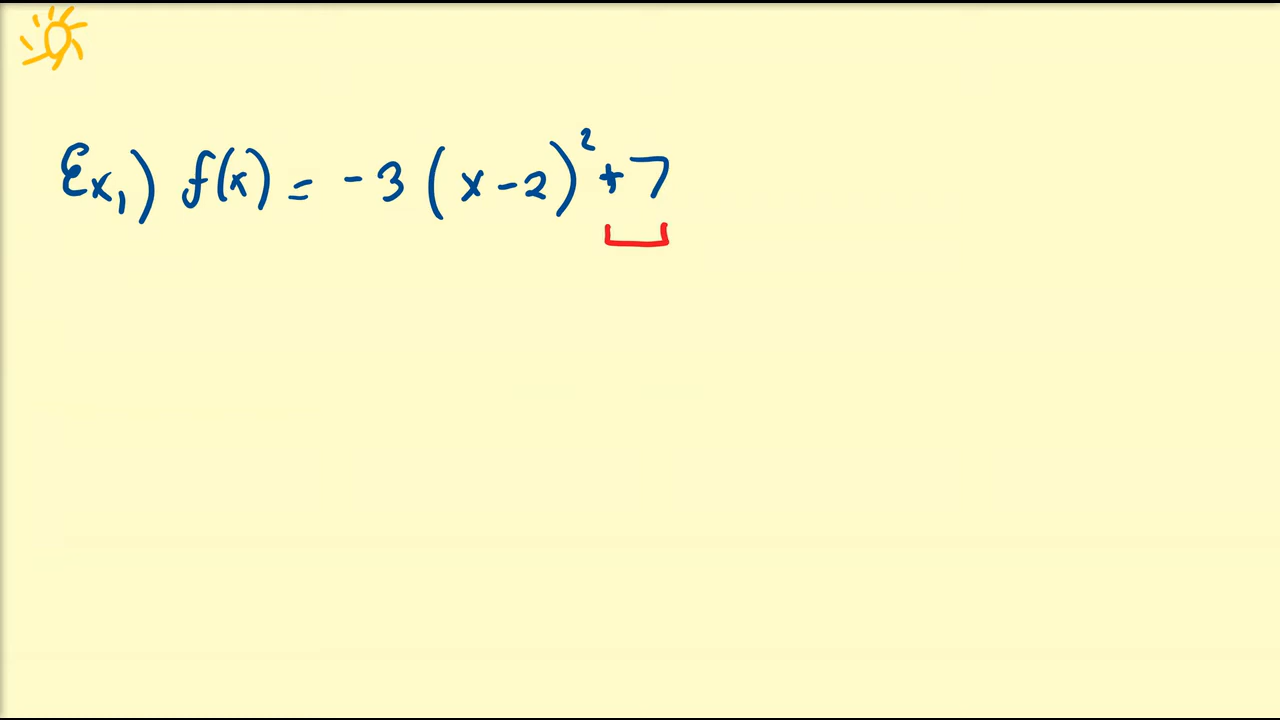 Ex₁) f(x) = -3(x-2)² +7